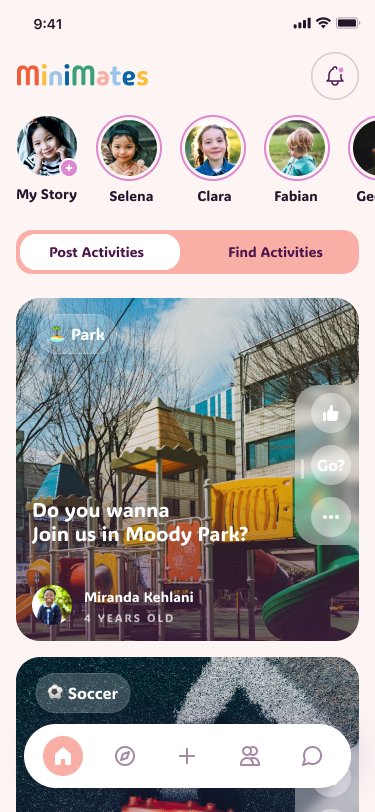 9:41
MiniMates
My Story
Selena
Clara
Fabian
Post Activities
Find Activities
Park
Go?
Do you wanna
Join us in Moody Park?
Miranda Kehlani
4 YEARS OLD
Soccer